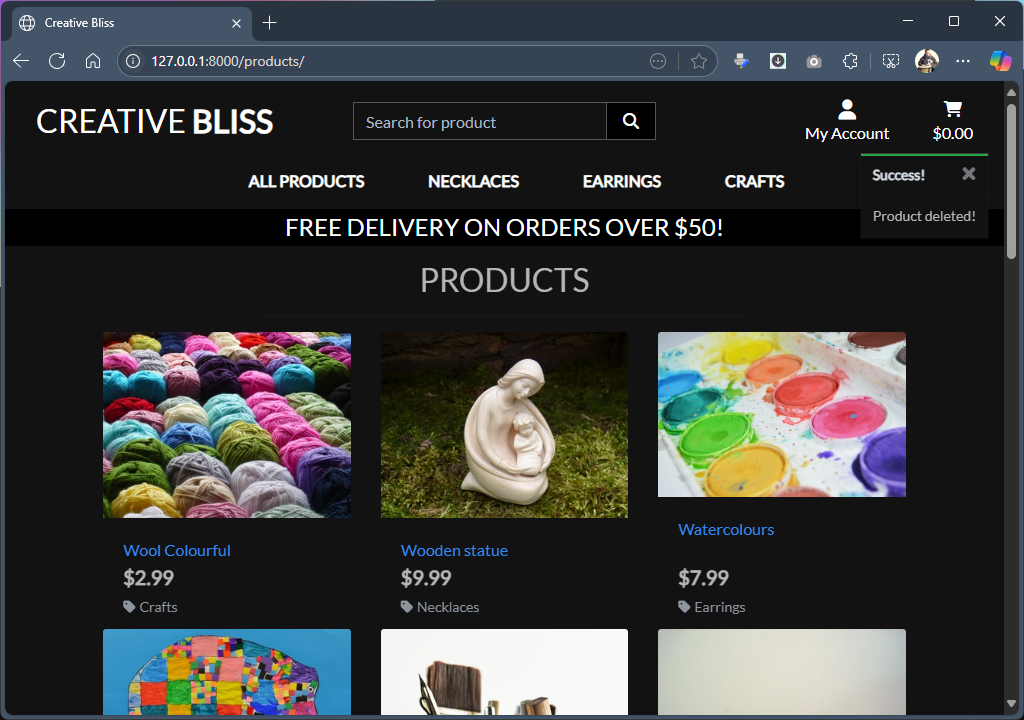 Creative Bliss
127.0.0.1:8000/products/
CREATIVE BLISS
Search for product
My Account
$0.00
ALL PRODUCTS NECKLACES EARRINGS CRAFTS
Success!
Product deleted!
FREE DELIVERY ON ORDERS OVER $50!
PRODUCTS
Wool Colourful
$2.99
Crafts
Wooden statue
$9.99
Necklaces
Watercolours
$7.99
Earrings